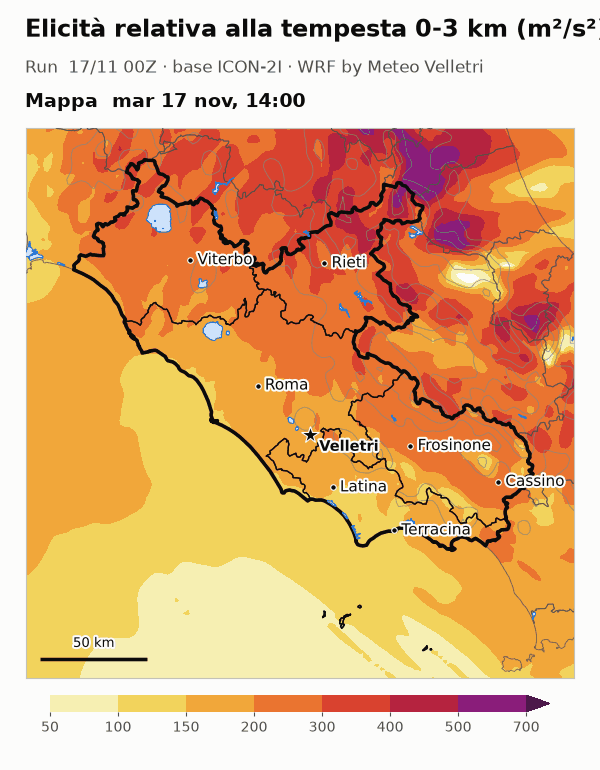 Elicità relativa alla tempesta 0-3 km (m²/s²)
Run 17/11 00Z · base ICON-2I · WRF by Meteo Velletri
Mappa mar 17 nov, 14:00
Viterbo
Rieti
Roma
Velletri
Frosinone
Cassino
Latina
Terracina
50 km
50 100 150 200 300 400 500 700